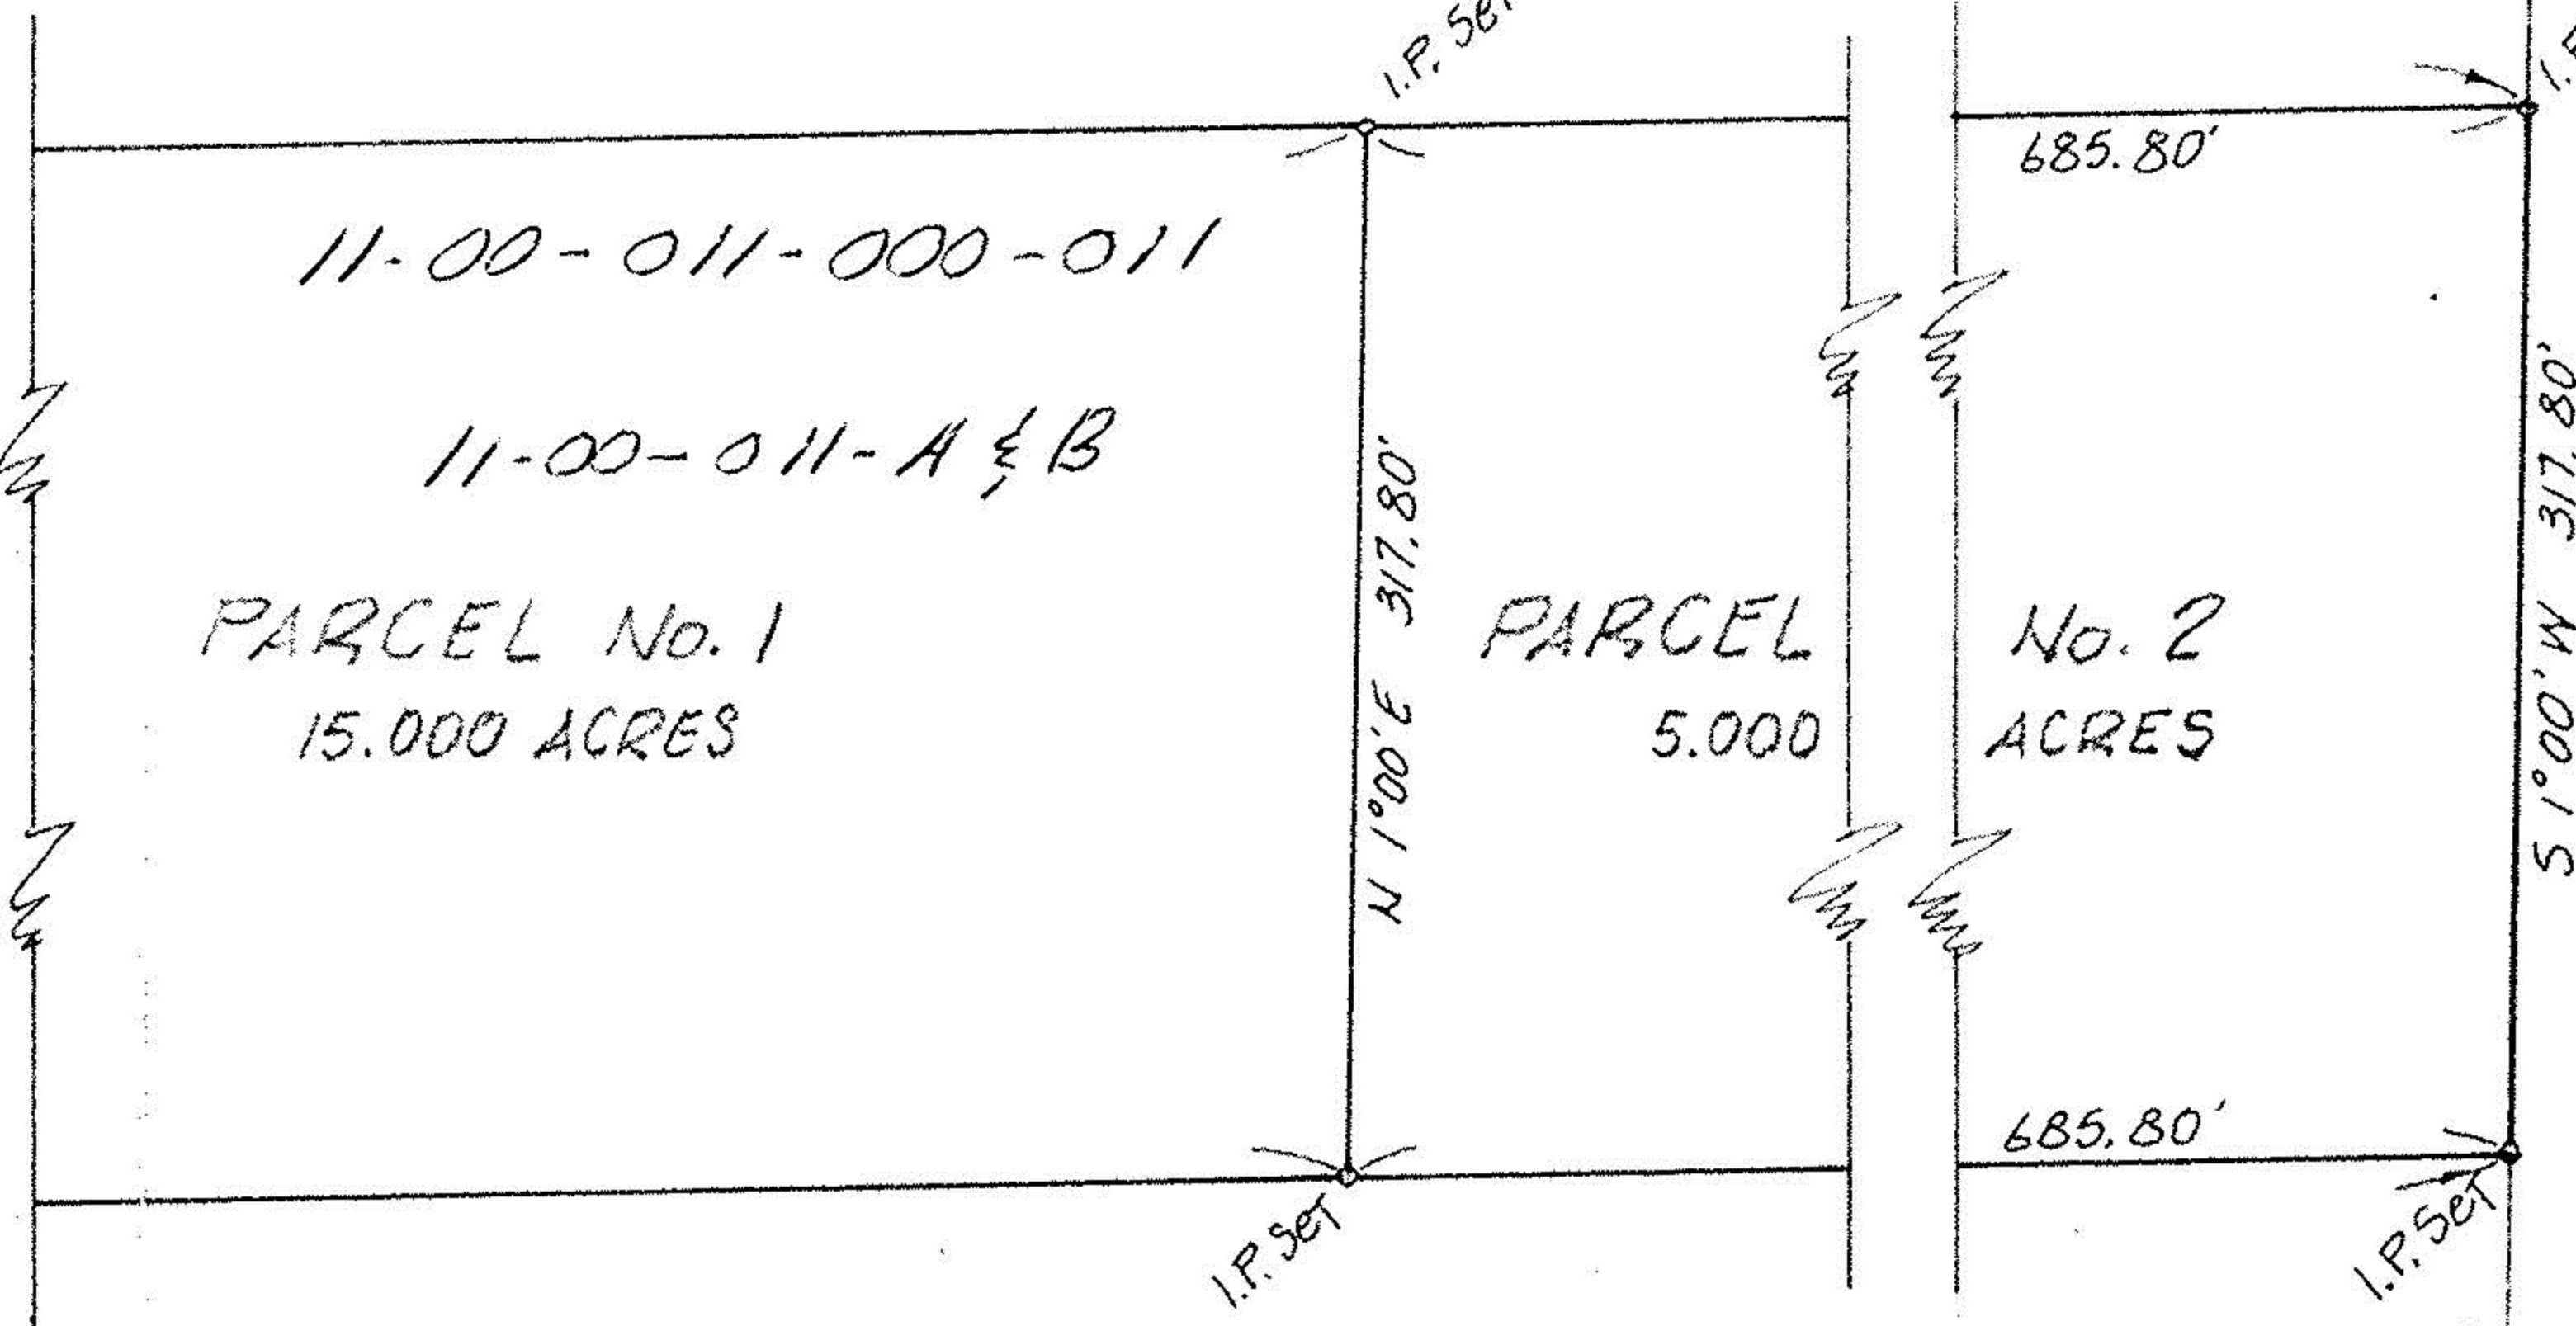 I.P. Set
685.80'
11-00-011-000-011
11-00-011-A & B
PARCEL No. 1
15.000 ACRES
N 1°00'E 317.80'
PARCEL No. 2
5.000 ACRES
S 1°00'W 317.80'
685.80'
I.P. Set
I.P. Set